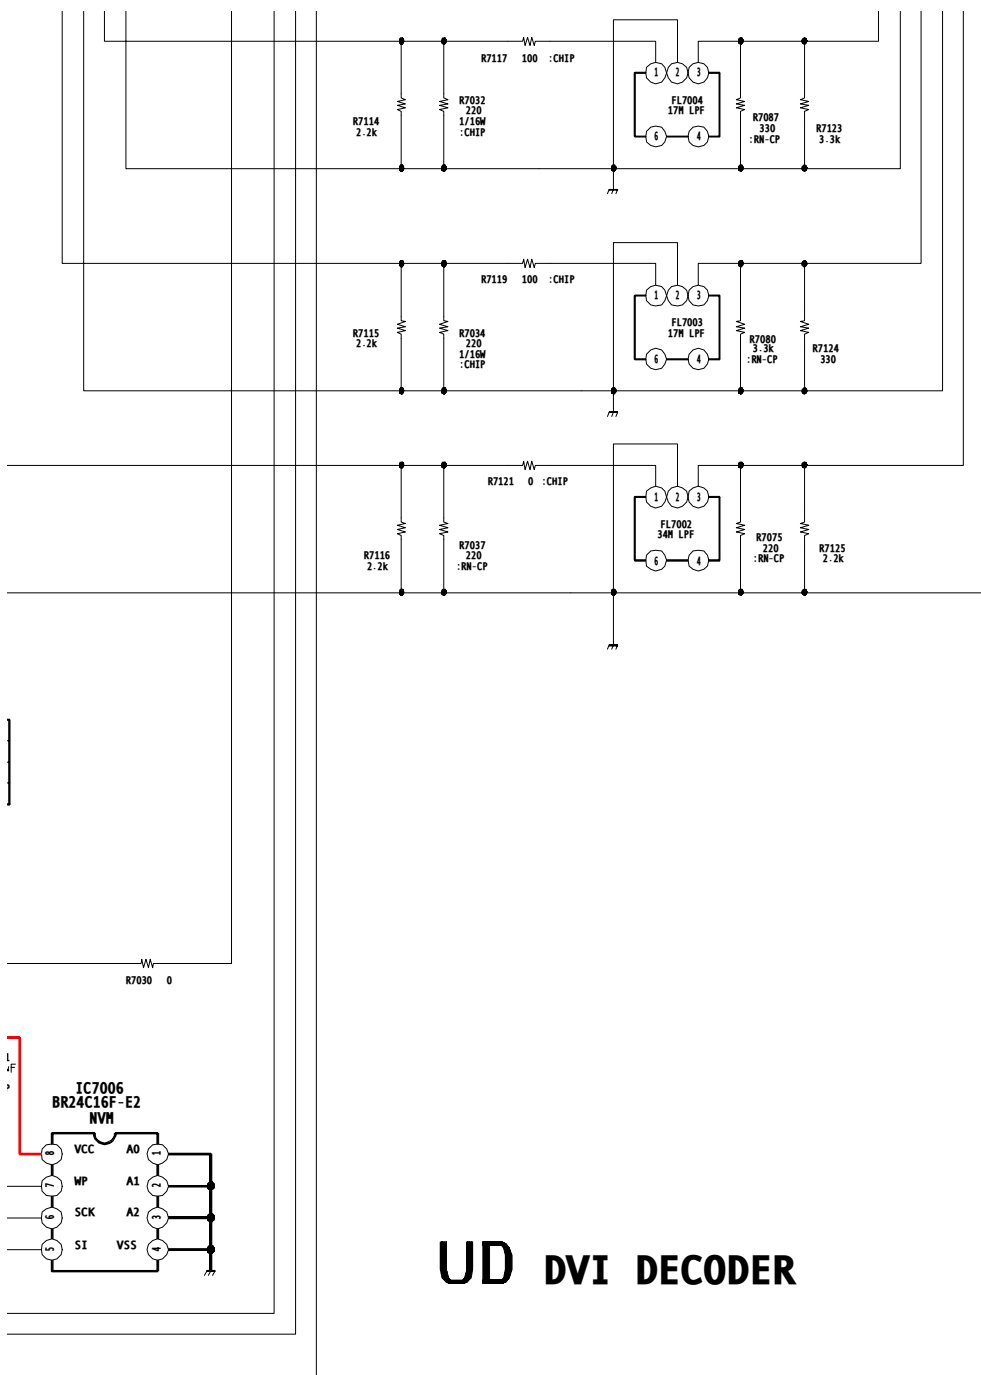 R7117 100 :CHIP
1 2 3
FL7004
17M LPF
6 4
R7114
2.2k
R7032
220
1/16W
:CHIP
R7087
330
:RN-CP
R7123
3.3k
R7119 100 :CHIP
1 2 3
FL7003
17M LPF
6 4
R7115
2.2k
R7034
220
1/16W
:CHIP
R7080
3.3k
:RN-CP
R7124
330
R7121 0 :CHIP
1 2 3
FL7002
34M LPF
6 4
R7116
2.2k
R7037
220
:RN-CP
R7075
220
:RN-CP
R7125
2.2k
R7030 0
IC7006
BR24C16F-E2
NVM
8 VCC A0 1
7 WP A1 2
6 SCK A2 3
5 SI VSS 4
UD DVI DECODER